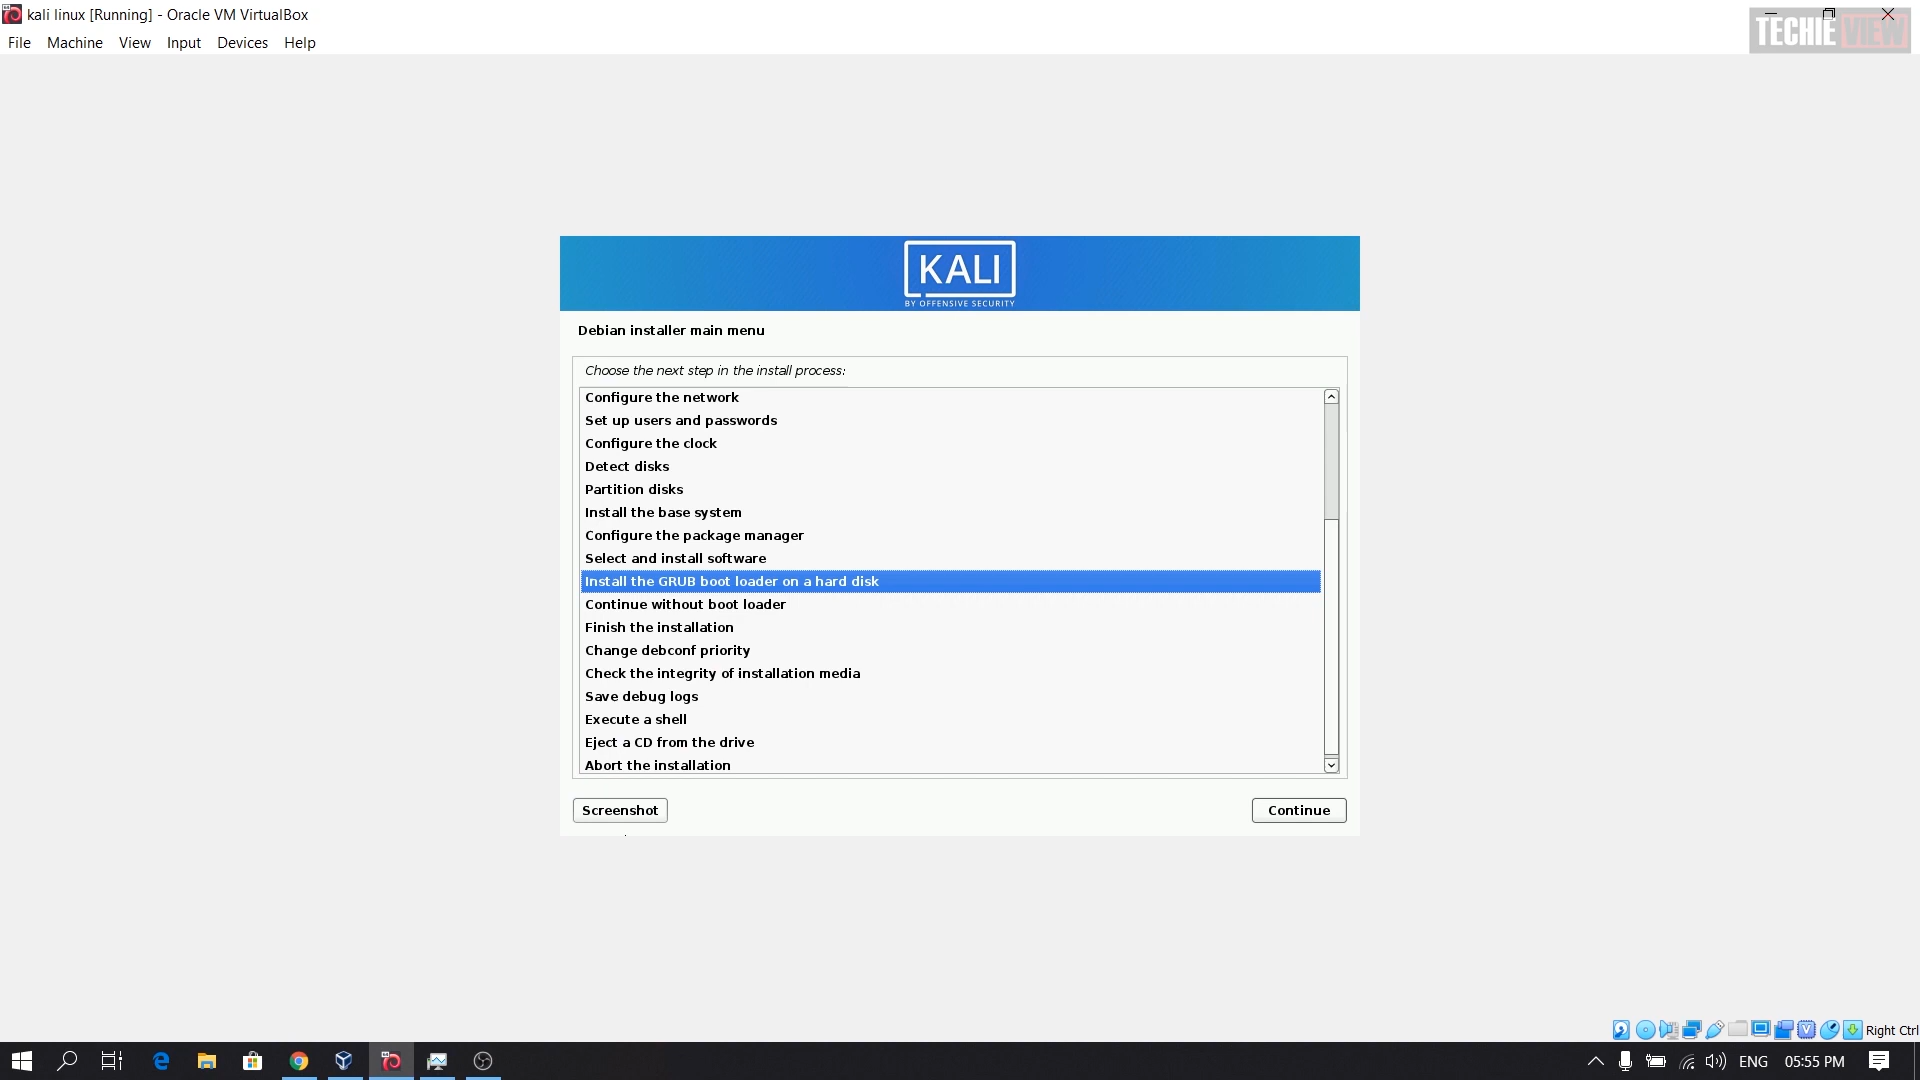 kali linux [Running] - Oracle VM VirtualBox
TECHIE VIEW
File Machine View Input Devices Help
KALI
BY OFFENSIVE SECURITY
Debian installer main menu
Choose the next step in the install process:
Configure the network
Set up users and passwords
Configure the clock
Detect disks
Partition disks
Install the base system
Configure the package manager
Select and install software
Install the GRUB boot loader on a hard disk
Continue without boot loader
Finish the installation
Change debconf priority
Check the integrity of installation media
Save debug logs
Execute a shell
Eject a CD from the drive
Abort the installation
Screenshot
Continue
Right Ctrl
ENG 05:55 PM